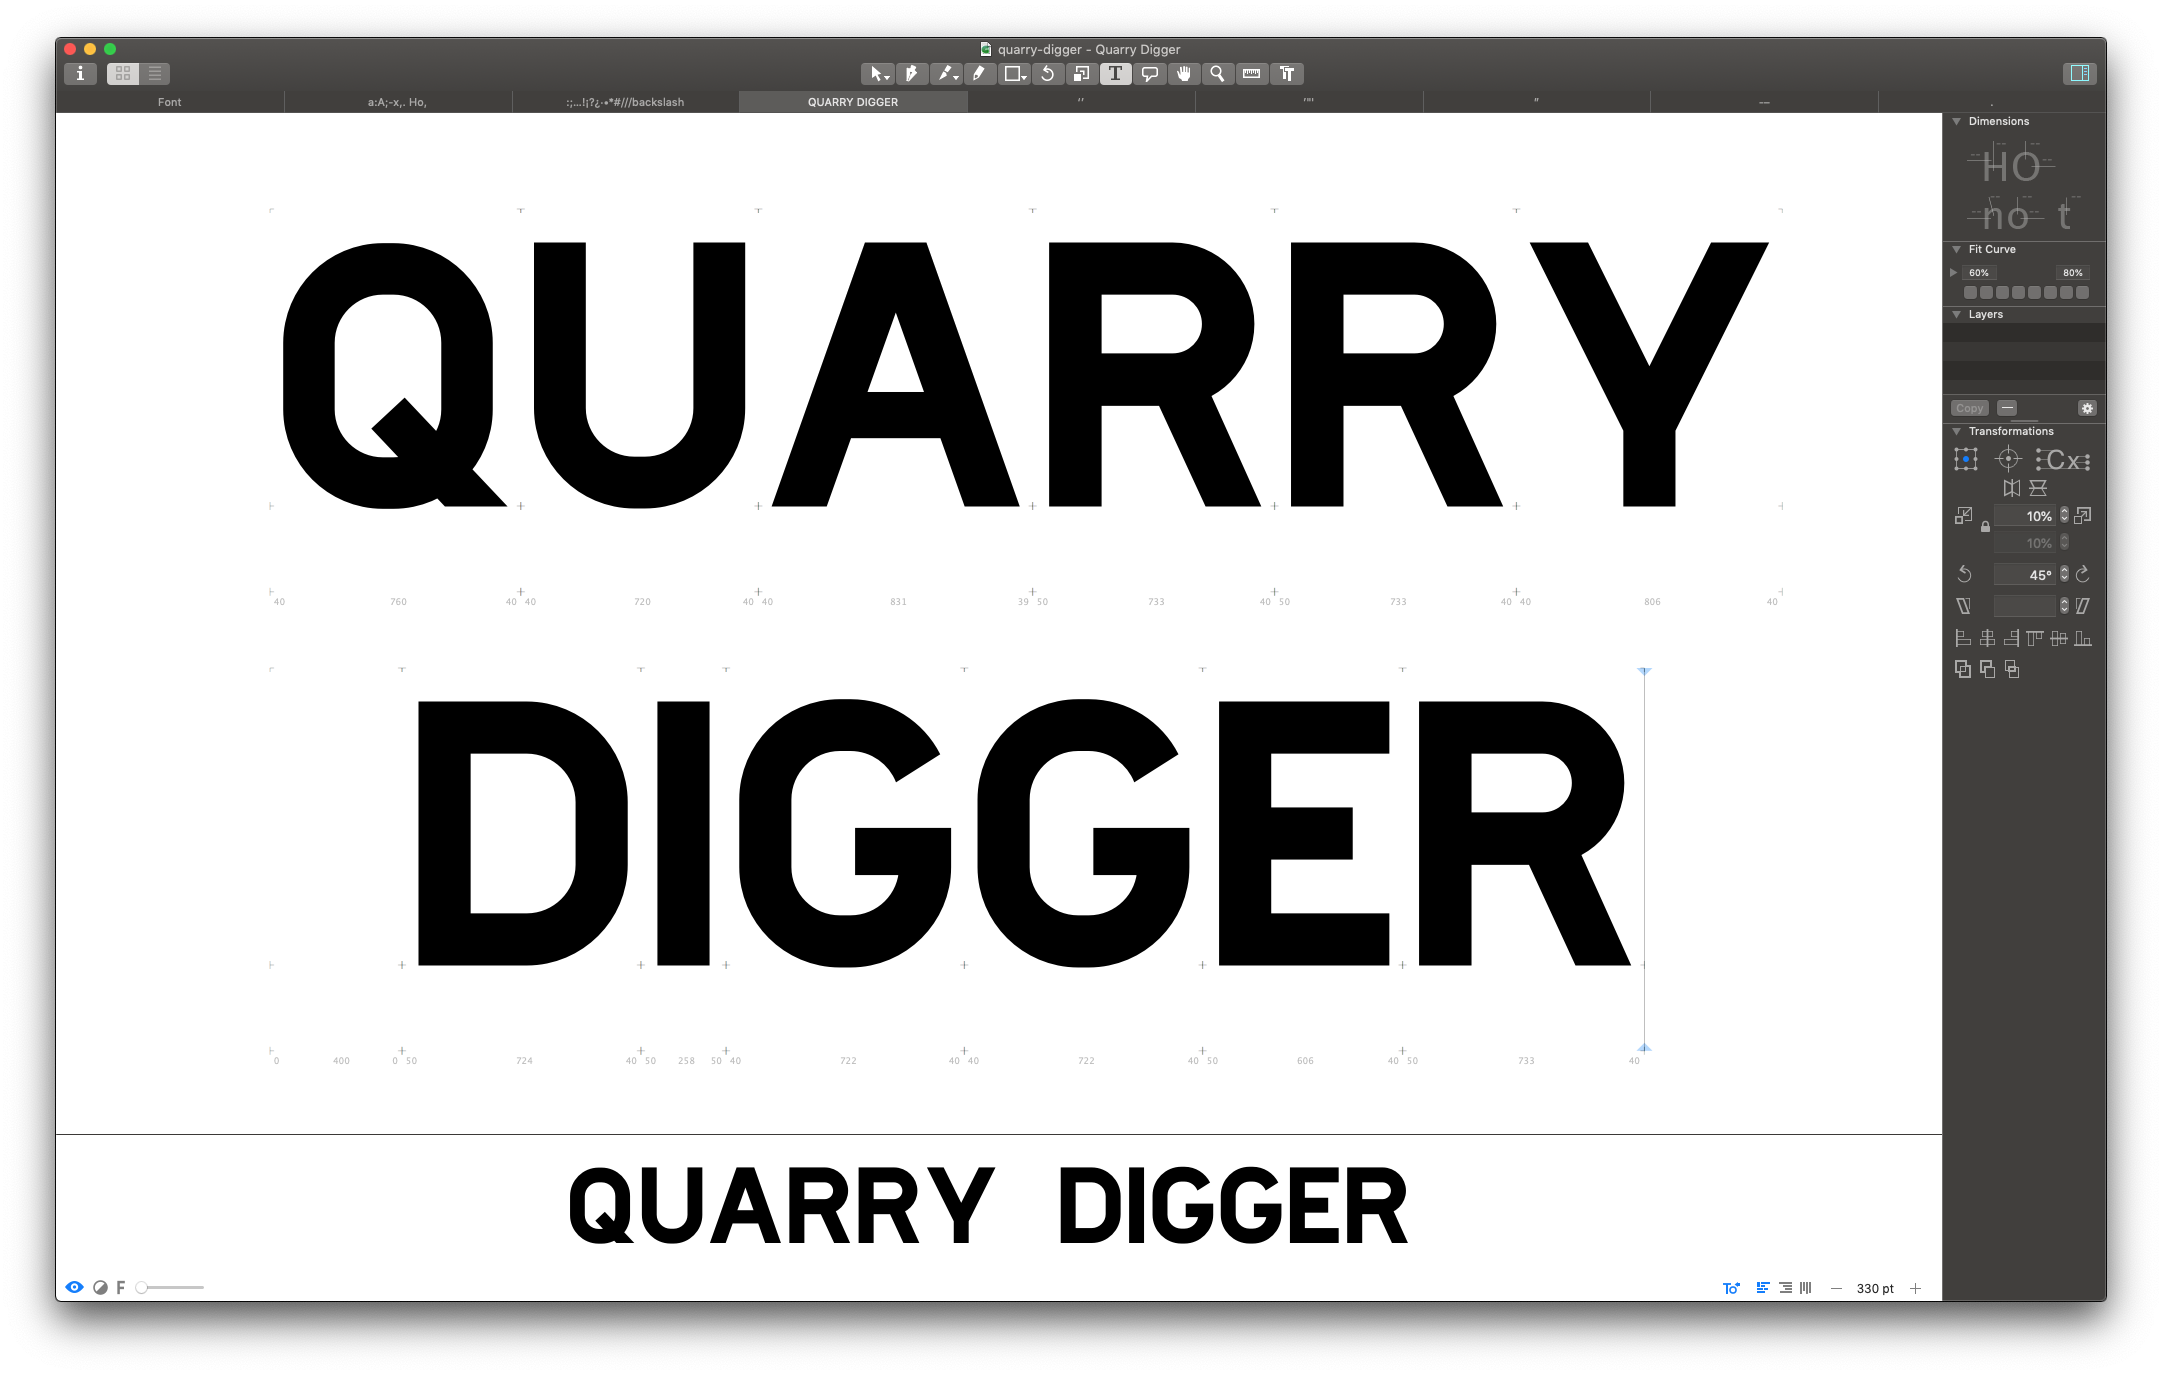 quarry-digger - Quarry Digger
Font a:A;-x,. Ho, :;…!¡?¿·•*#///backslash QUARRY DIGGER ‘’ ” — .
Dimensions
HO
no t
QUARRY
Fit Curve
60% 80%
Layers
Copy
Transformations
Cx
10%
10%
45°
40 760 40 40 720 40 40 831 39 50 733 40 50 733 40 40 806 40
DIGGER
0 400 0 50 724 40 50 258 50 40 722 40 40 722 40 50 606 40 50 733 40
QUARRY DIGGER
F To 330 pt